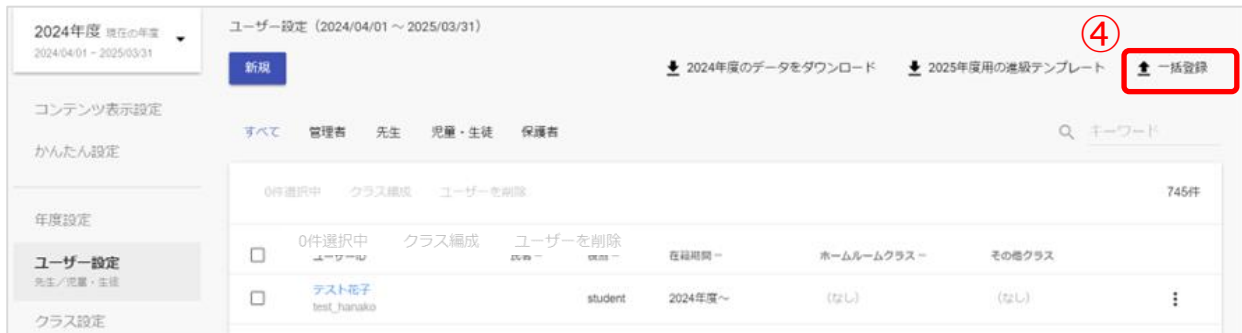 2024年度 現在の年度
2024/04/01 ~ 2025/03/31
ユーザー設定（2024/04/01 ～ 2025/03/31）
④
新規
2024年度のデータをダウンロード
2025年度用の進級テンプレート
一括登録
コンテンツ表示設定
かんたん設定
すべて 管理者 先生 児童・生徒 保護者
キーワード
0件選択中 クラス編成 ユーザーを削除
745件
年度設定
ユーザー設定
先生／児童・生徒
クラス設定
0件選択中 クラス編成 ユーザーを削除
ユーザーID 在籍期間 ホームルームクラス その他クラス
テスト花子
test_hanako
student 2024年度～ （なし） （なし）